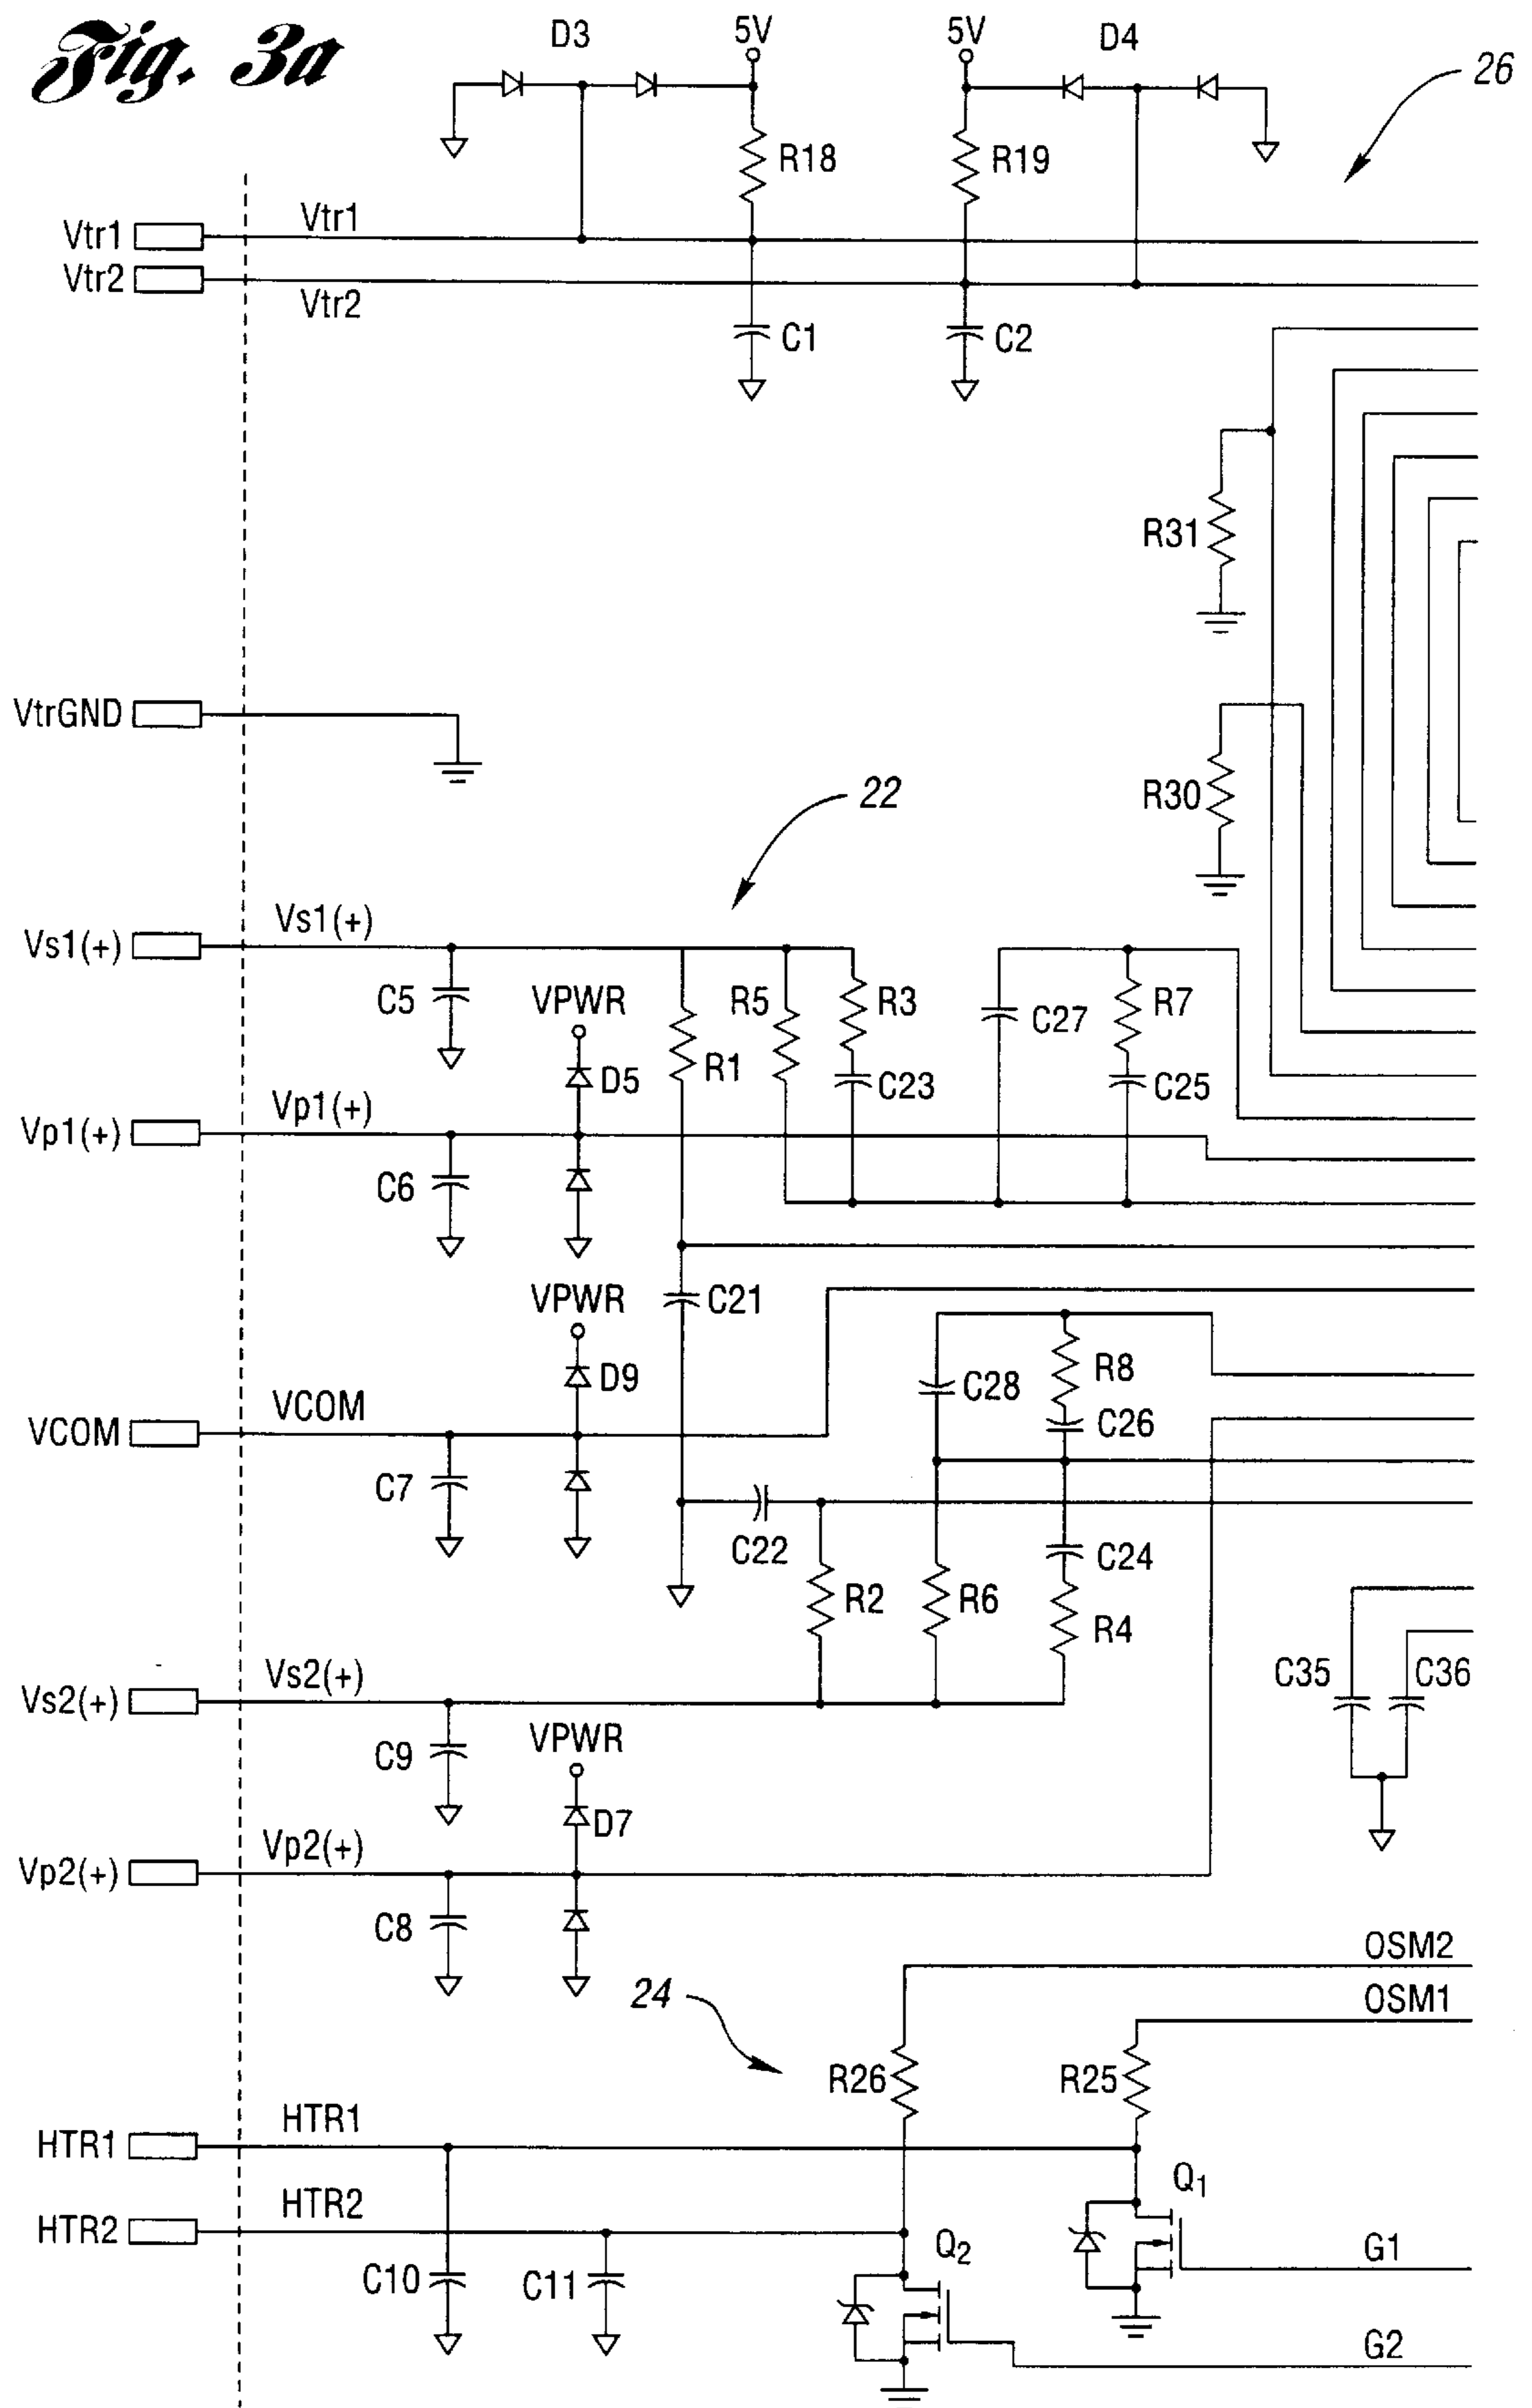 Fig. 3a
D3
5V
5V
D4
26
R18
R19
Vtr1
Vtr1
Vtr2
Vtr2
C1
C2
R31
VtrGND
22
R30
Vs1(+)
Vs1(+)
C5
VPWR
R5
R3
C27
R7
D5
R1
C23
C25
Vp1(+)
Vp1(+)
C6
VPWR
C21
D9
C28
R8
VCOM
VCOM
C26
C7
C22
C24
R2
R6
R4
Vs2(+)
Vs2(+)
C35
C36
C9
VPWR
D7
Vp2(+)
Vp2(+)
C8
OSM2
24
OSM1
R26
R25
HTR1
HTR1
Q1
HTR2
HTR2
Q2
G1
C10
C11
G2